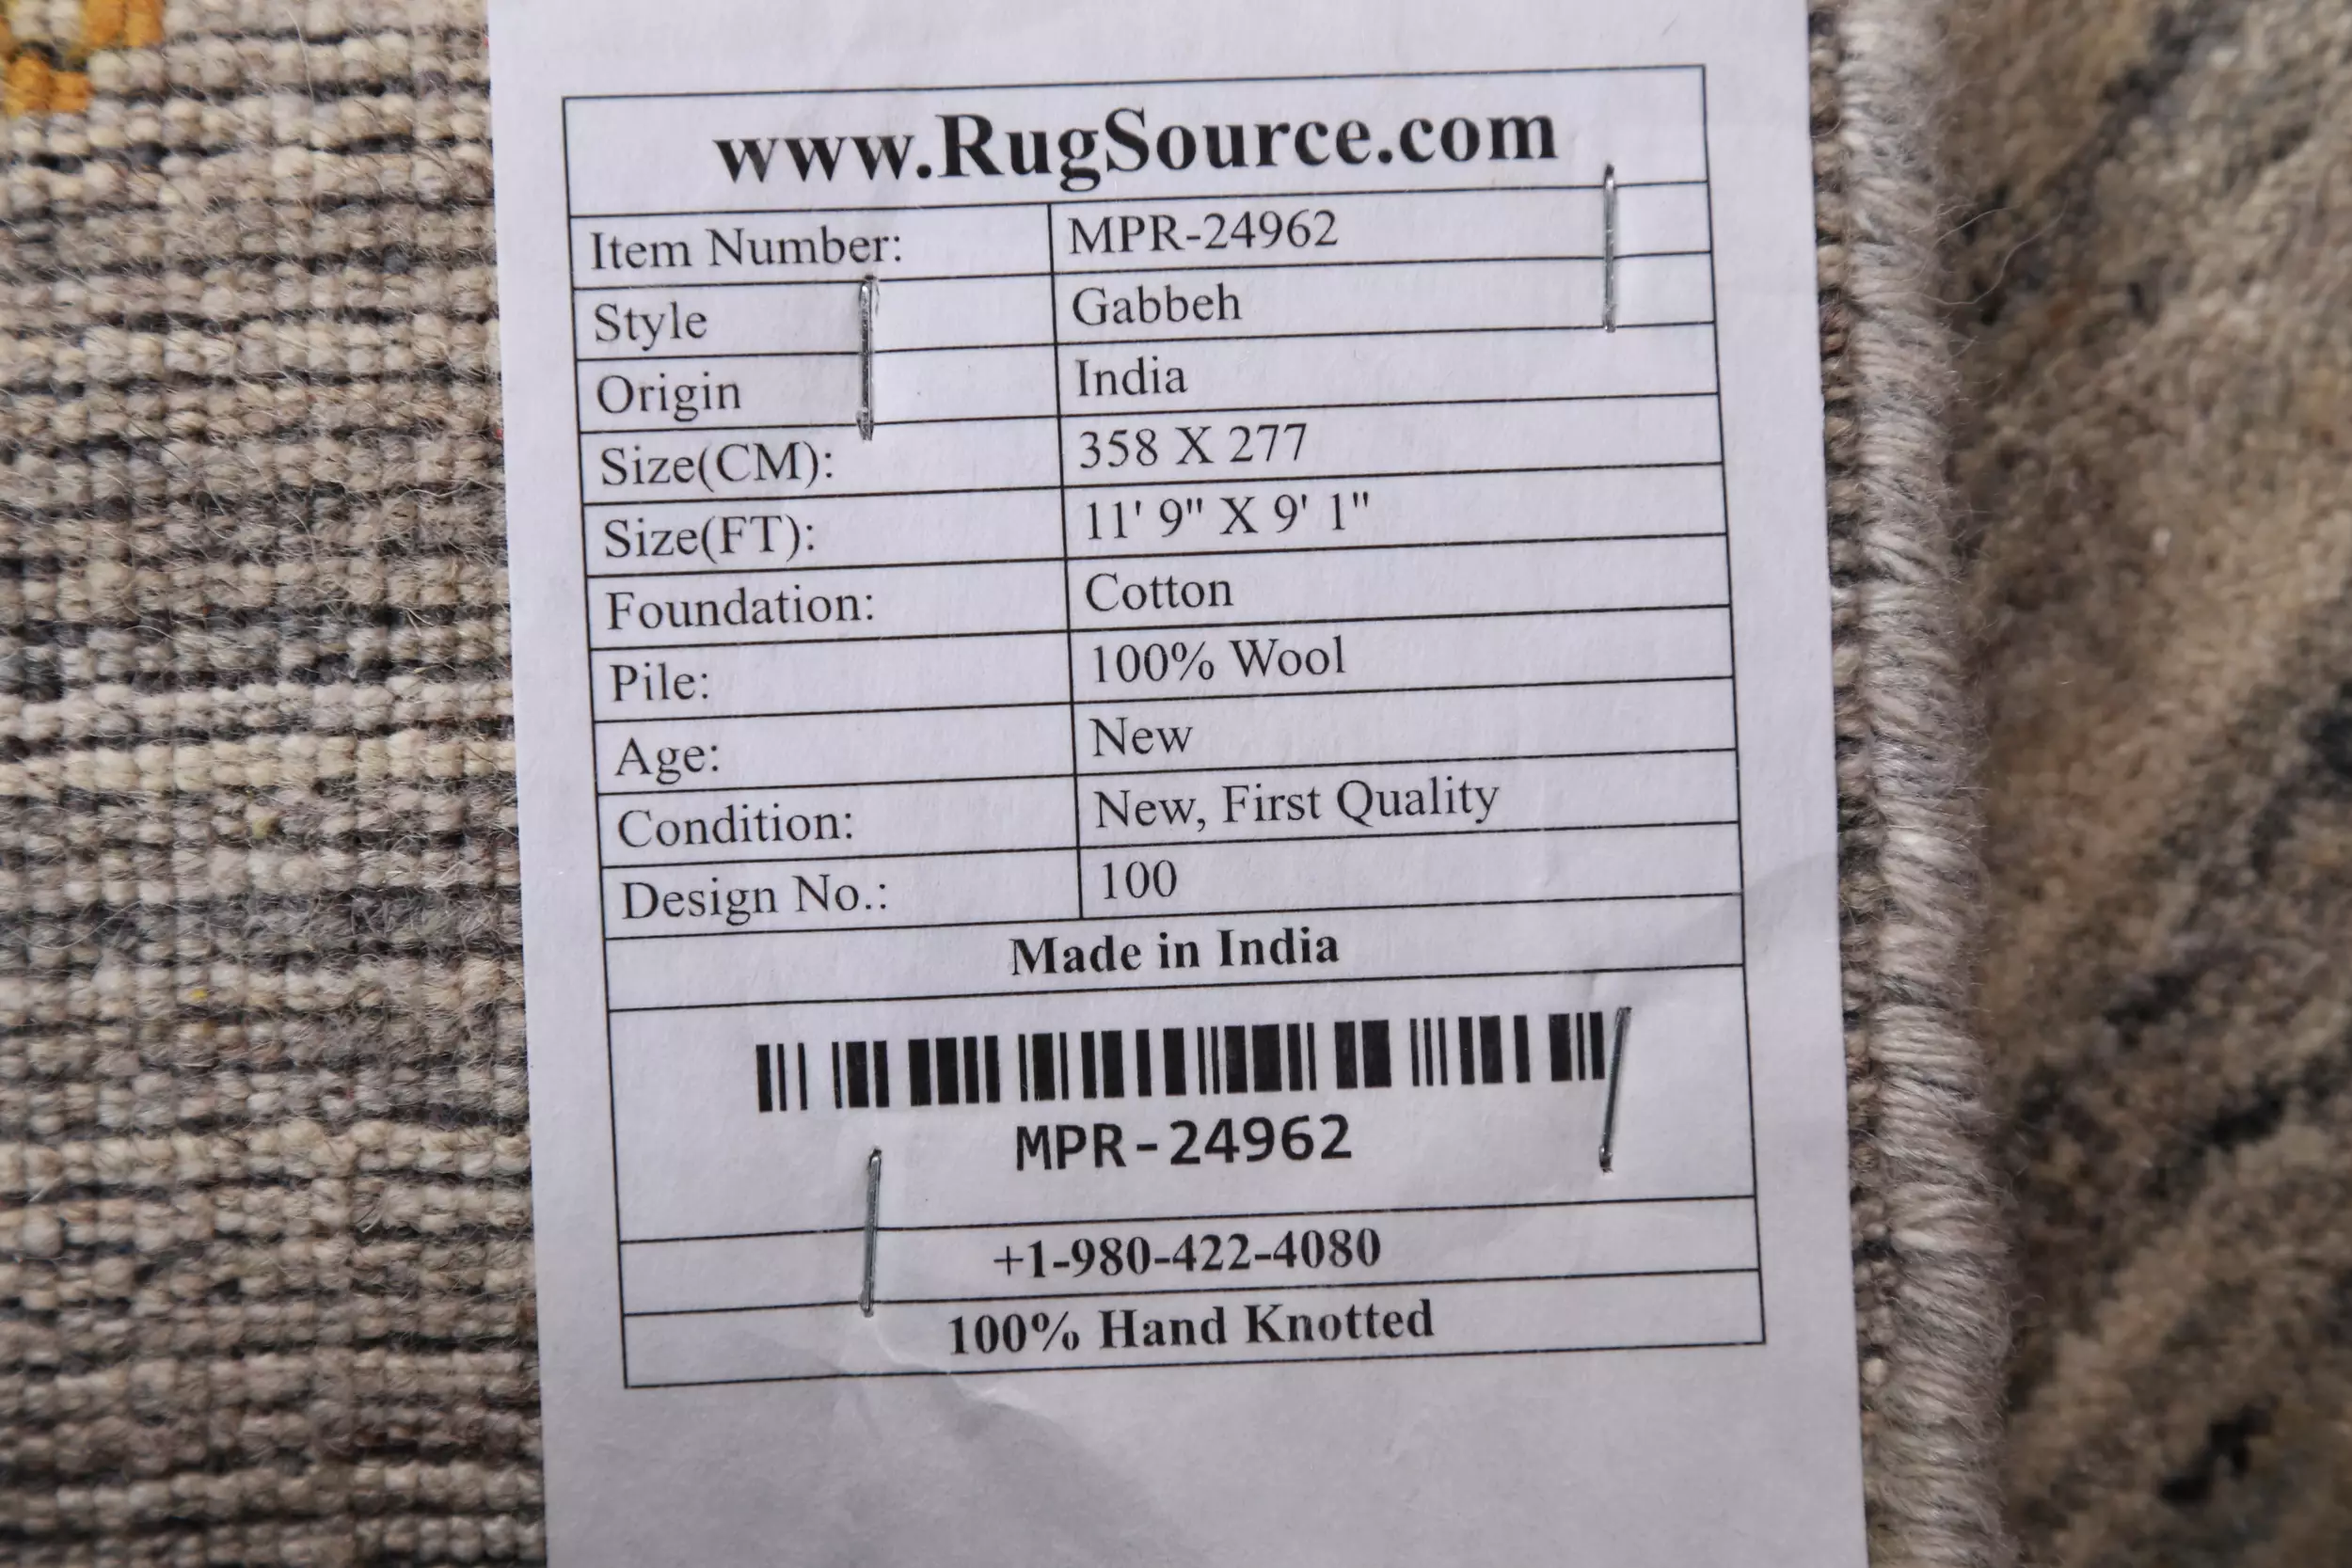 www.RugSource.com
Item Number: MPR-24962
Style Gabbeh
Origin India
Size(CM): 358 X 277
Size(FT): 11' 9" X 9' 1"
Foundation: Cotton
Pile: 100% Wool
Age: New
Condition: New, First Quality
Design No.: 100
Made in India
MPR-24962
+1-980-422-4080
100% Hand Knotted